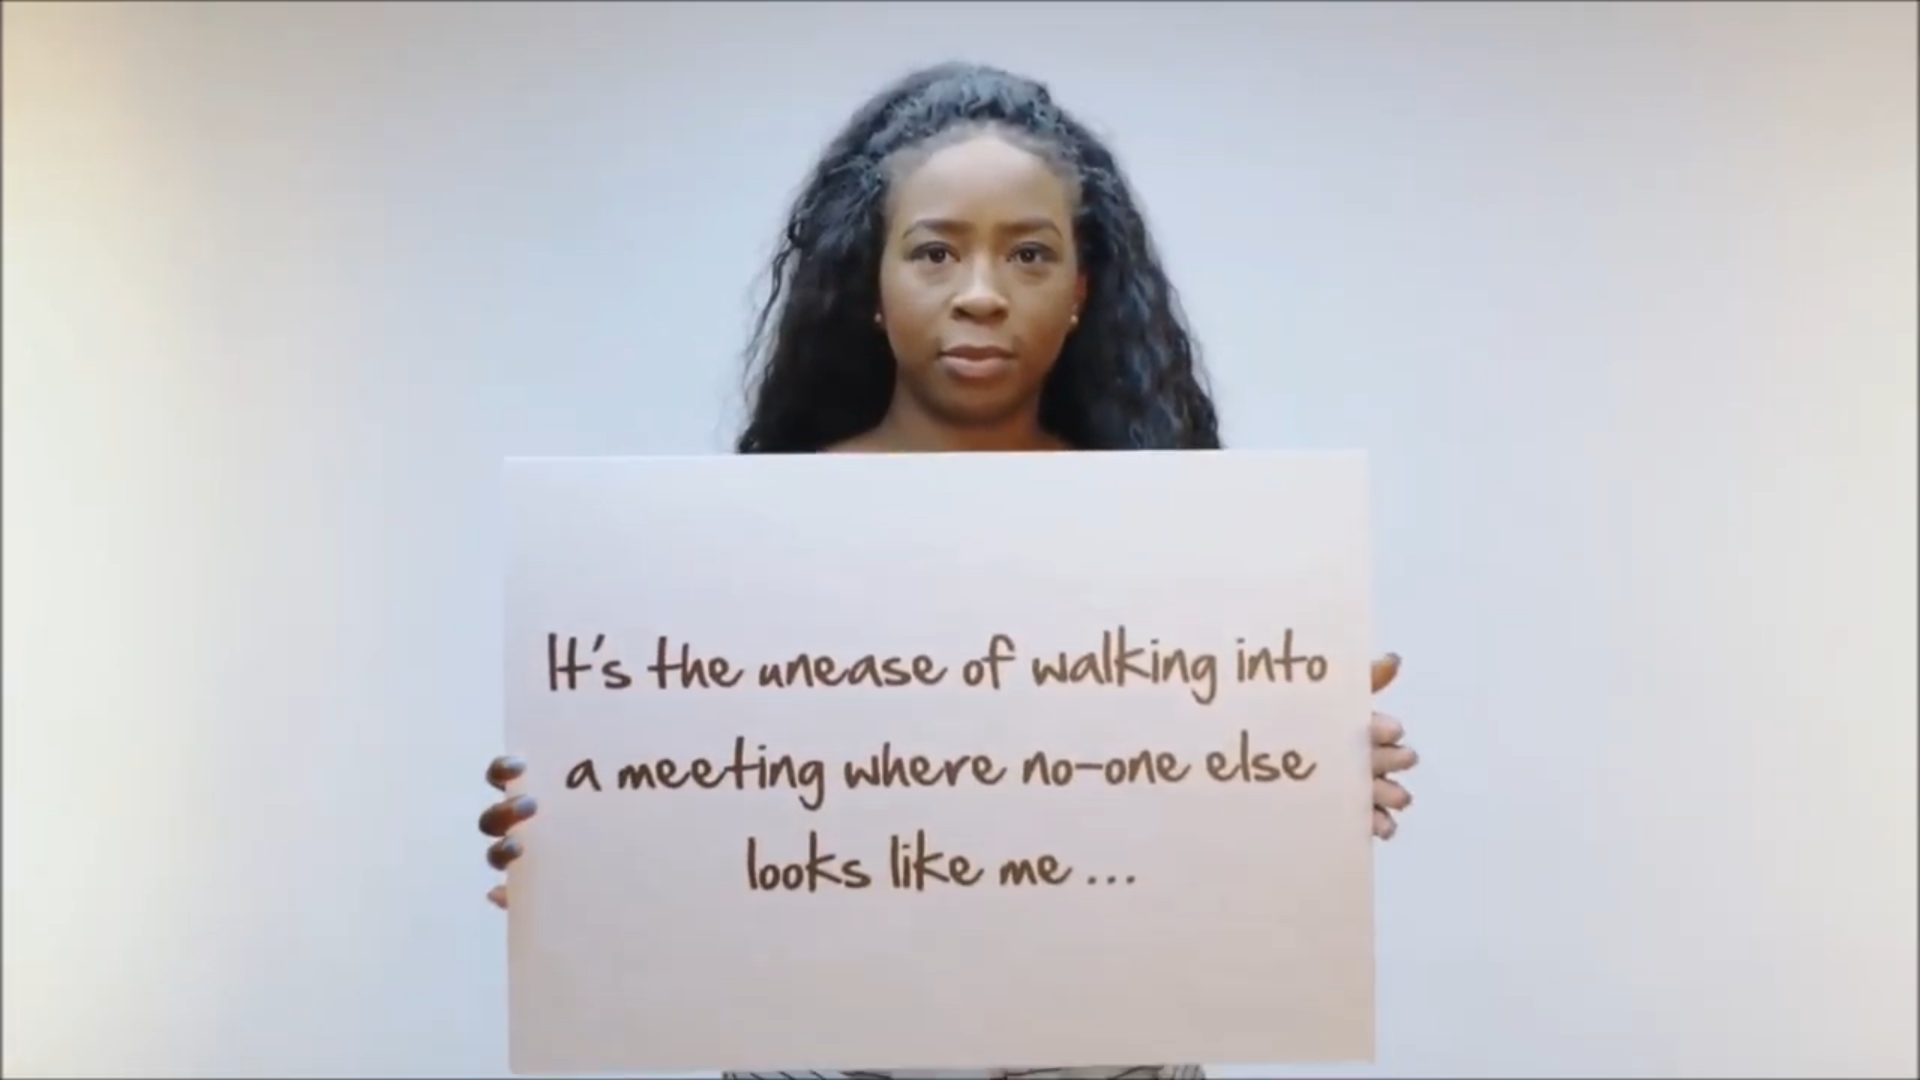 It's the unease of walking into
a meeting where no-one else
looks like me ...